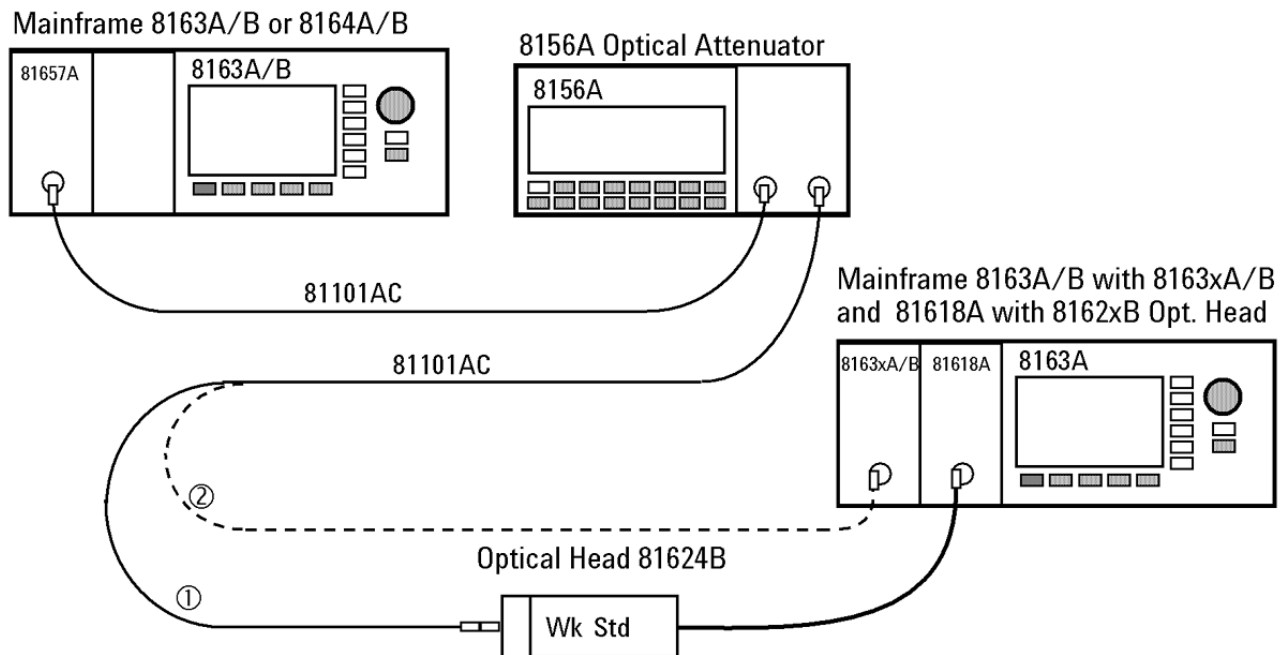 Mainframe 8163A/B or 8164A/B
81657A
8163A/B
8156A Optical Attenuator
8156A
81101AC
81101AC
Mainframe 8163A/B with 8163xA/B
and 81618A with 8162xB Opt. Head
8163xA/B
81618A
8163A
②
Optical Head 81624B
①
Wk Std